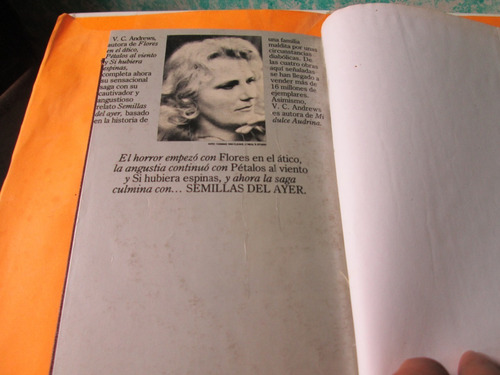 V. C. Andrews,
autora de Flores
en el ático,
Pétalos al viento
y Si hubiera
espinas,
completa ahora
su sensacional
saga con su
cautivador y
angustioso
relato Semillas
del ayer, basado
en la historia de
una familia
maldita por unas
circunstancias
diabólicas. De
las cuatro obras
aquí señaladas
se han llegado a
vender más de
16 millones de
ejemplares.
Asimismo,
V. C. Andrews
es autora de Mi
dulce Audrina.
El horror empezó con Flores en el ático,
la angustia continuó con Pétalos al viento
y Si hubiera espinas, y ahora la saga
culmina con... SEMILLAS DEL AYER.